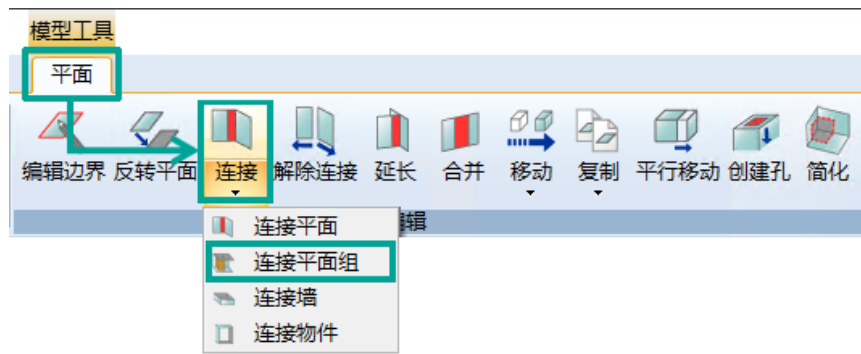 模型工具
平面
编辑边界 反转平面 连接 解除连接 延长 合并 移动 复制 平行移动 创建孔 简化
辑
连接平面
连接平面组
连接墙
连接物件